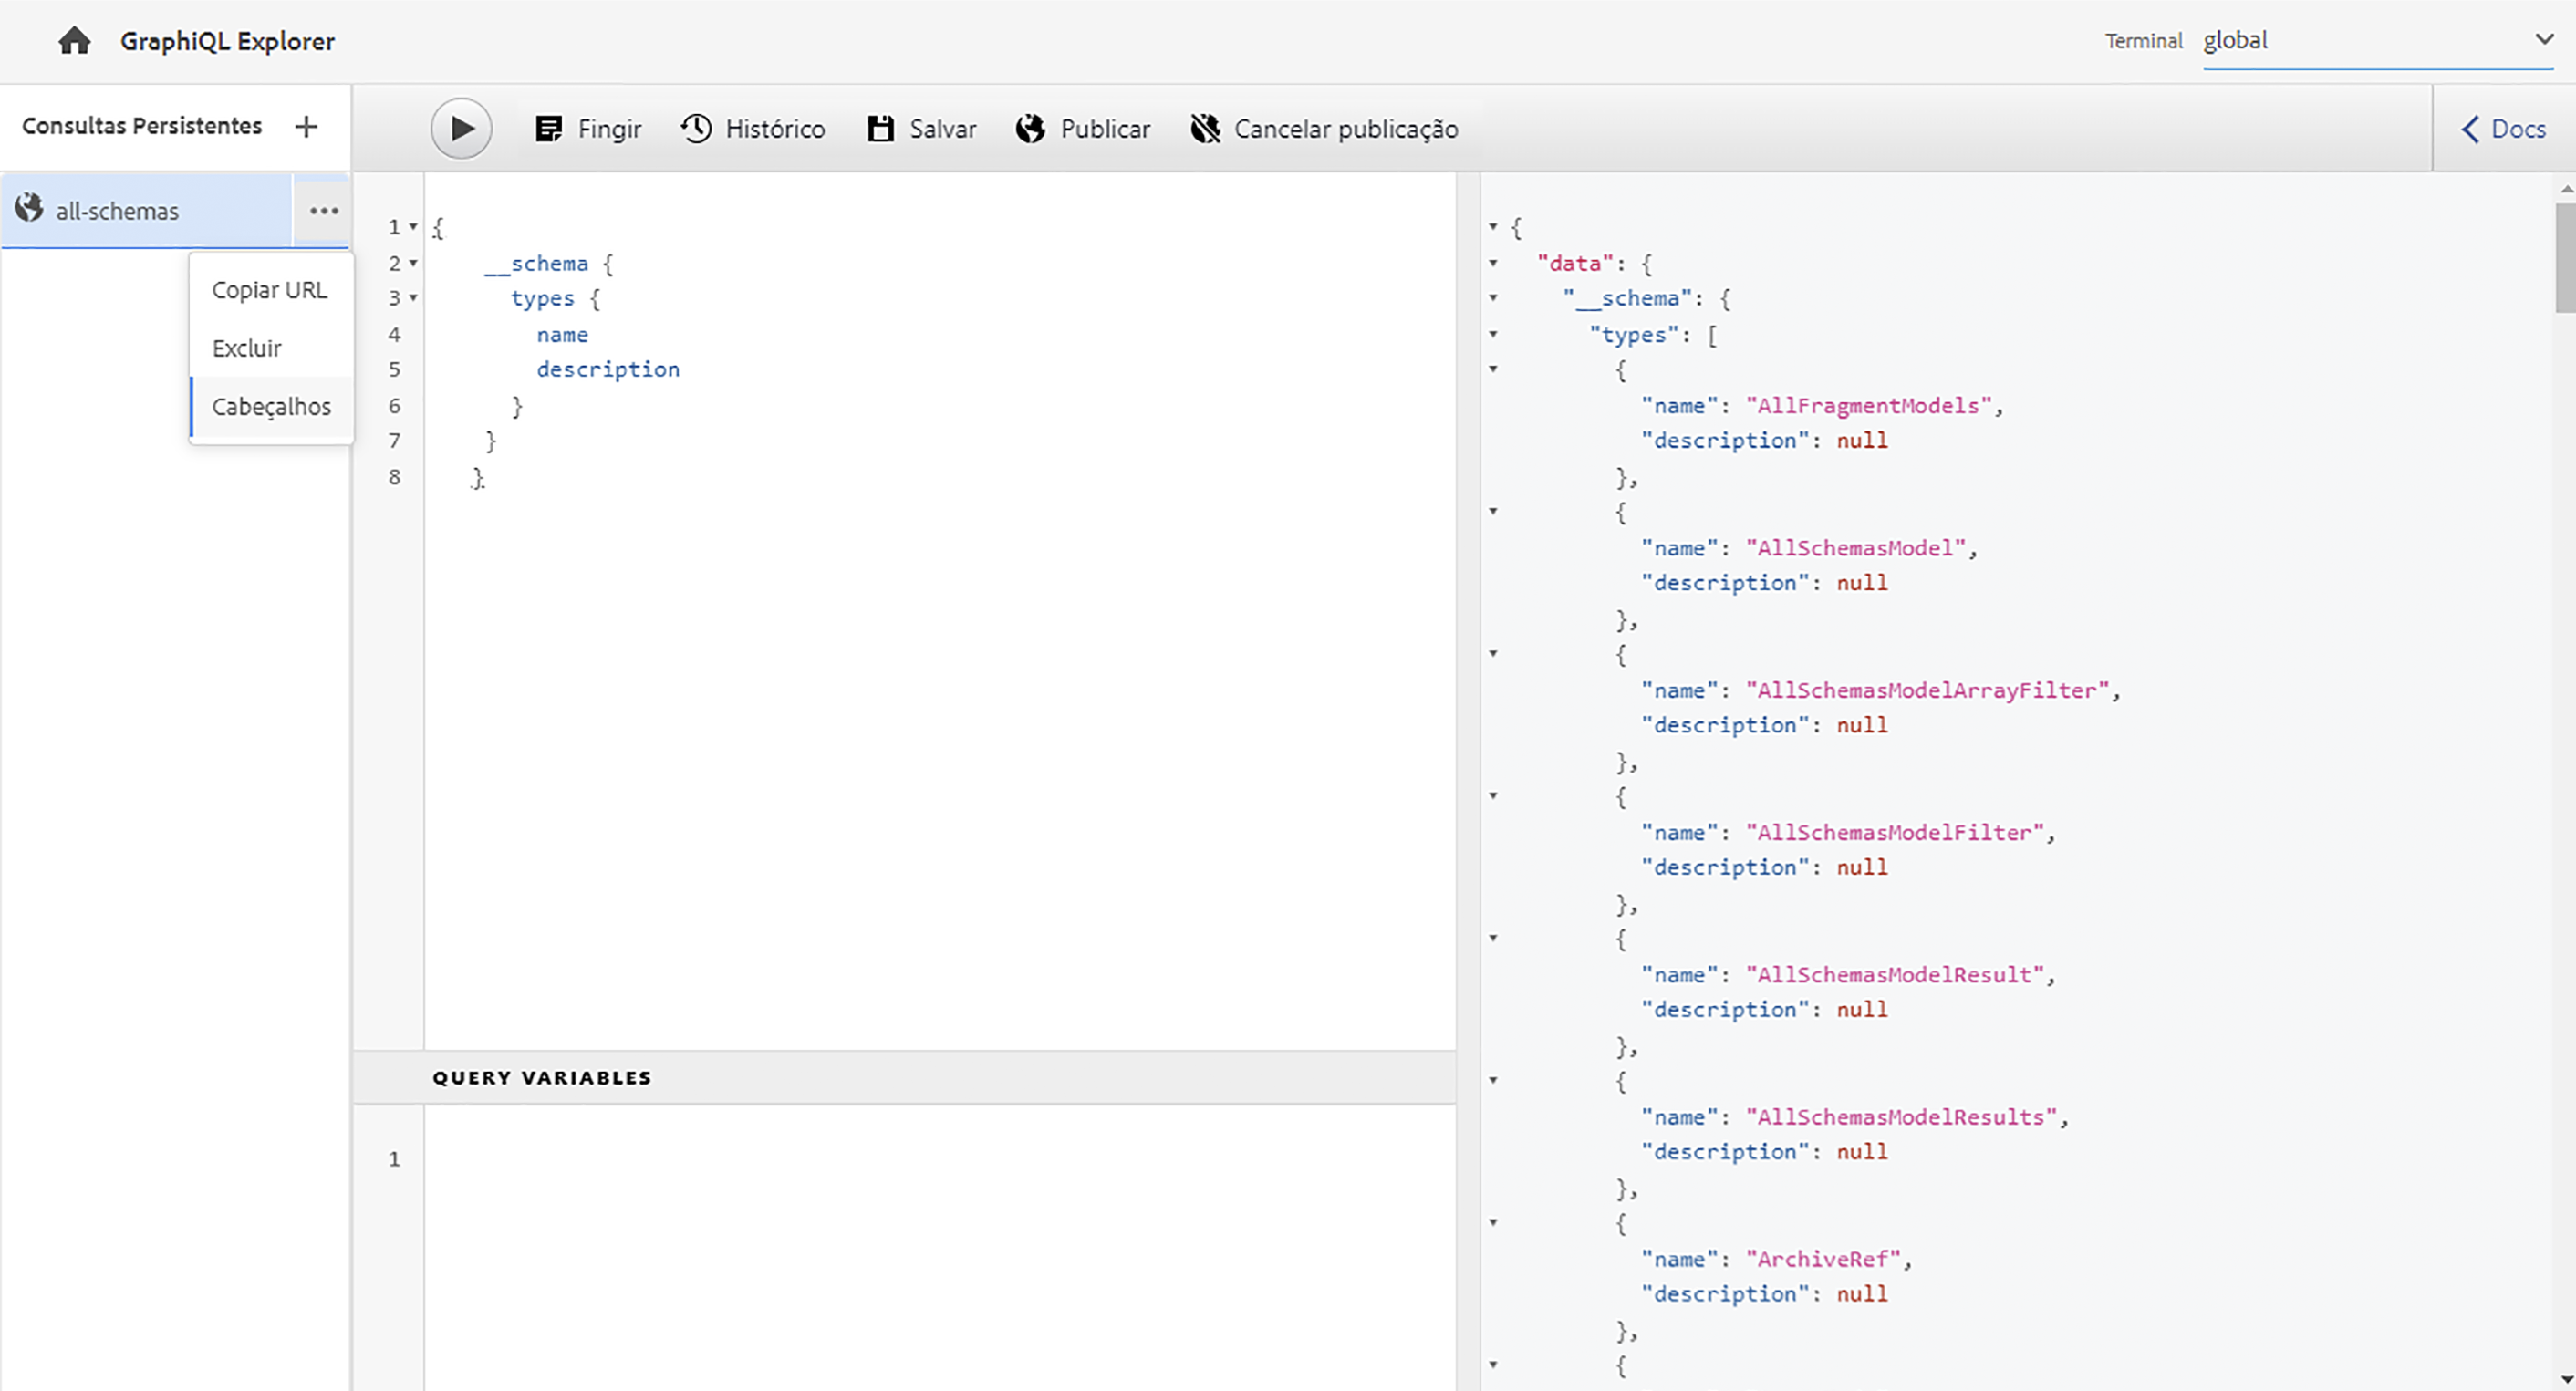 GraphiQL Explorer
Terminal global
Consultas Persistentes +
Fingir Histórico Salvar Publicar Cancelar publicação
Docs
all-schemas ...
Copiar URL
Excluir
Cabeçalhos
1 {
2 __schema {
3 types {
4 name
5 description
6 }
7 }
8 }
QUERY VARIABLES
1
{
"data": {
"__schema": {
"types": [
{
"name": "AllFragmentModels",
"description": null
},
{
"name": "AllSchemasModel",
"description": null
},
{
"name": "AllSchemasModelArrayFilter",
"description": null
},
{
"name": "AllSchemasModelFilter",
"description": null
},
{
"name": "AllSchemasModelResult",
"description": null
},
{
"name": "AllSchemasModelResults",
"description": null
},
{
"name": "ArchiveRef",
"description": null
},
{